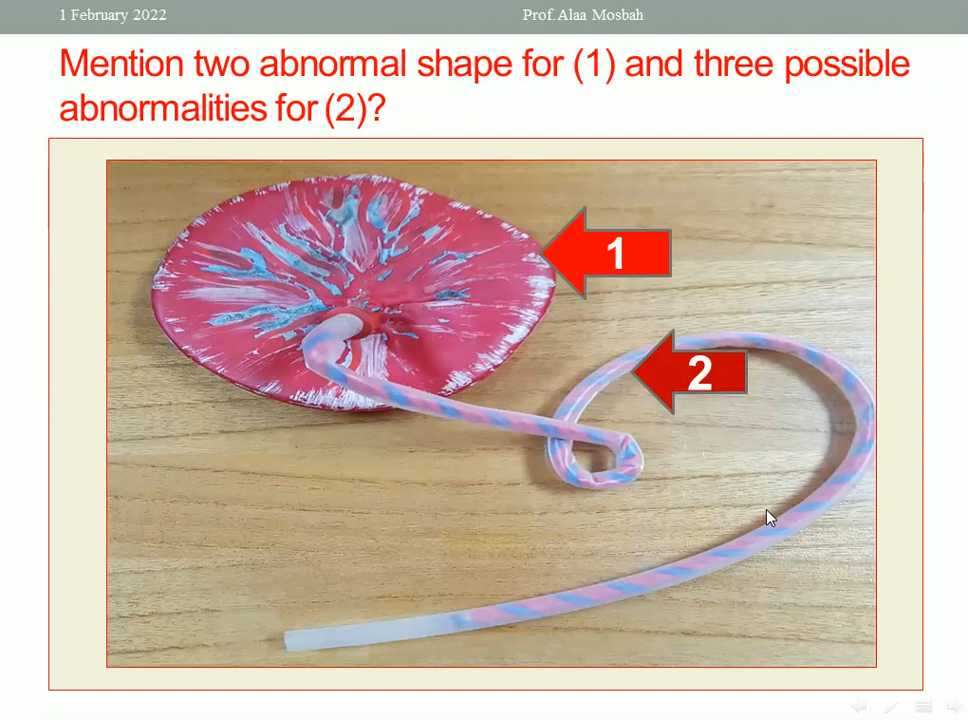 1 February 2022
Prof. Alaa Mosbah
Mention two abnormal shape for (1) and three possible
abnormalities for (2)?
1
2